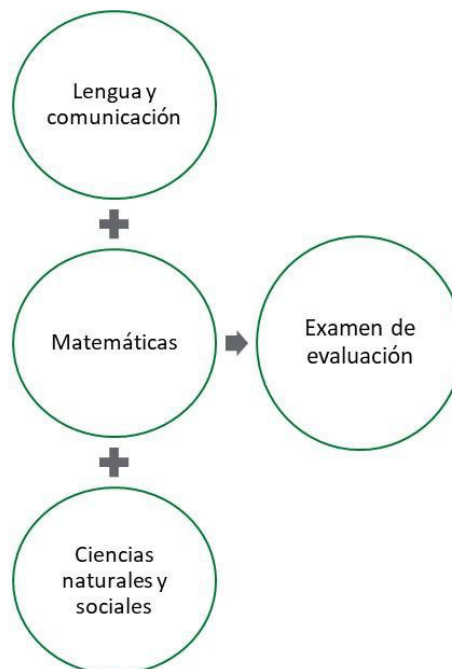 Lengua y
comunicación
Matemáticas
Examen de
evaluación
Ciencias
naturales y
sociales